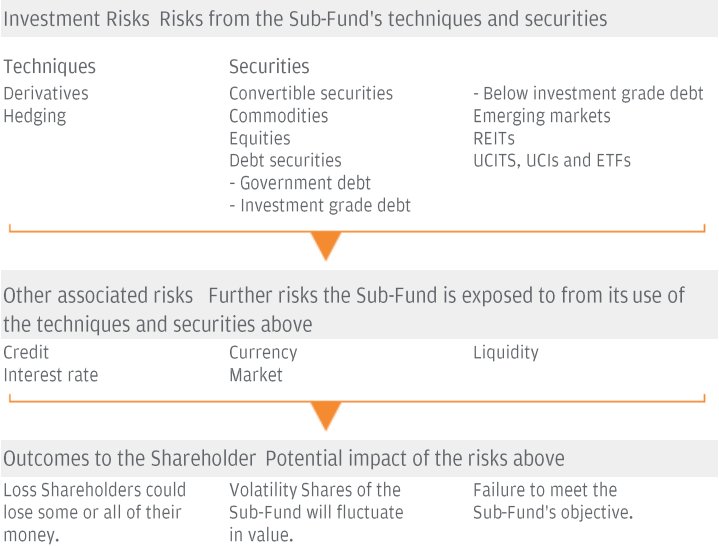 Investment Risks Risks from the Sub-Fund's techniques and securities
Techniques
Derivatives
Hedging
Securities
Convertible securities
Commodities
Equities
Debt securities
- Government debt
- Investment grade debt
- Below investment grade debt
Emerging markets
REITs
UCITS, UCIs and ETFs
Other associated risks Further risks the Sub-Fund is exposed to from its use of
the techniques and securities above
Credit
Interest rate
Currency
Market
Liquidity
Outcomes to the Shareholder Potential impact of the risks above
Loss Shareholders could
lose some or all of their
money.
Volatility Shares of the
Sub-Fund will fluctuate
in value.
Failure to meet the
Sub-Fund's objective.